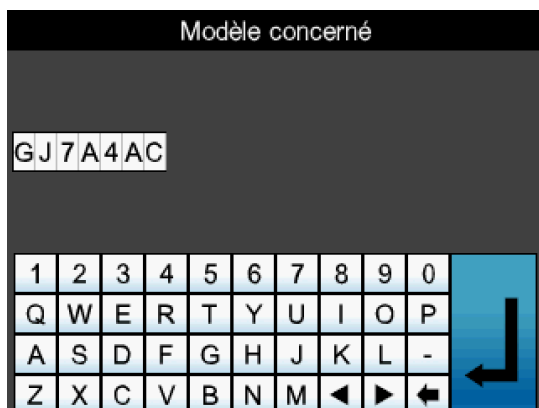 Modèle concerné
GJ7A4AC
1 2 3 4 5 6 7 8 9 0
Q W E R T Y U I O P
A S D F G H J K L -
Z X C V B N M